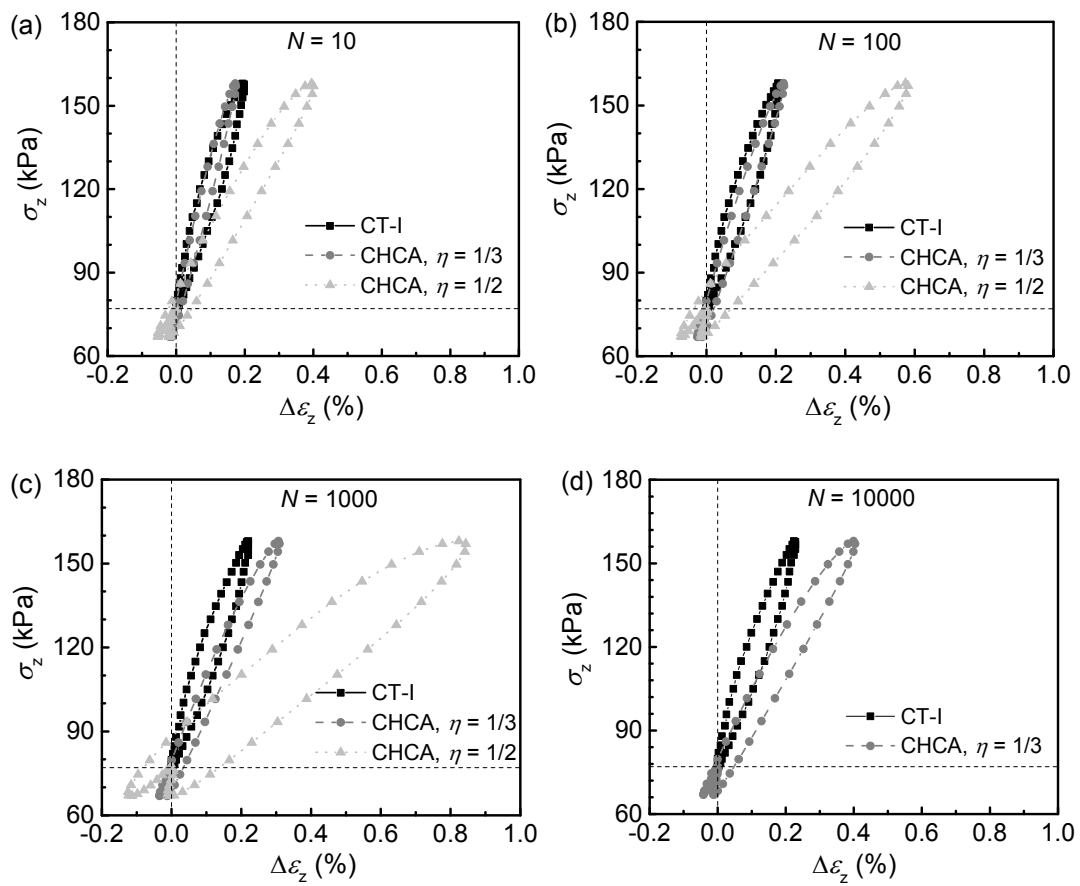 (a)
N = 10
180
150
120
90
60
σz (kPa)
CT-I
CHCA, η = 1/3
CHCA, η = 1/2
-0.2 0.0 0.2 0.4 0.6 0.8 1.0
Δεz (%)
(b)
N = 100
180
150
120
90
60
σz (kPa)
CT-I
CHCA, η = 1/3
CHCA, η = 1/2
-0.2 0.0 0.2 0.4 0.6 0.8 1.0
Δεz (%)
(c)
N = 1000
180
150
120
90
60
σz (kPa)
CT-I
CHCA, η = 1/3
CHCA, η = 1/2
-0.2 0.0 0.2 0.4 0.6 0.8 1.0
Δεz (%)
(d)
N = 10000
180
150
120
90
60
σz (kPa)
CT-I
CHCA, η = 1/3
-0.2 0.0 0.2 0.4 0.6 0.8 1.0
Δεz (%)